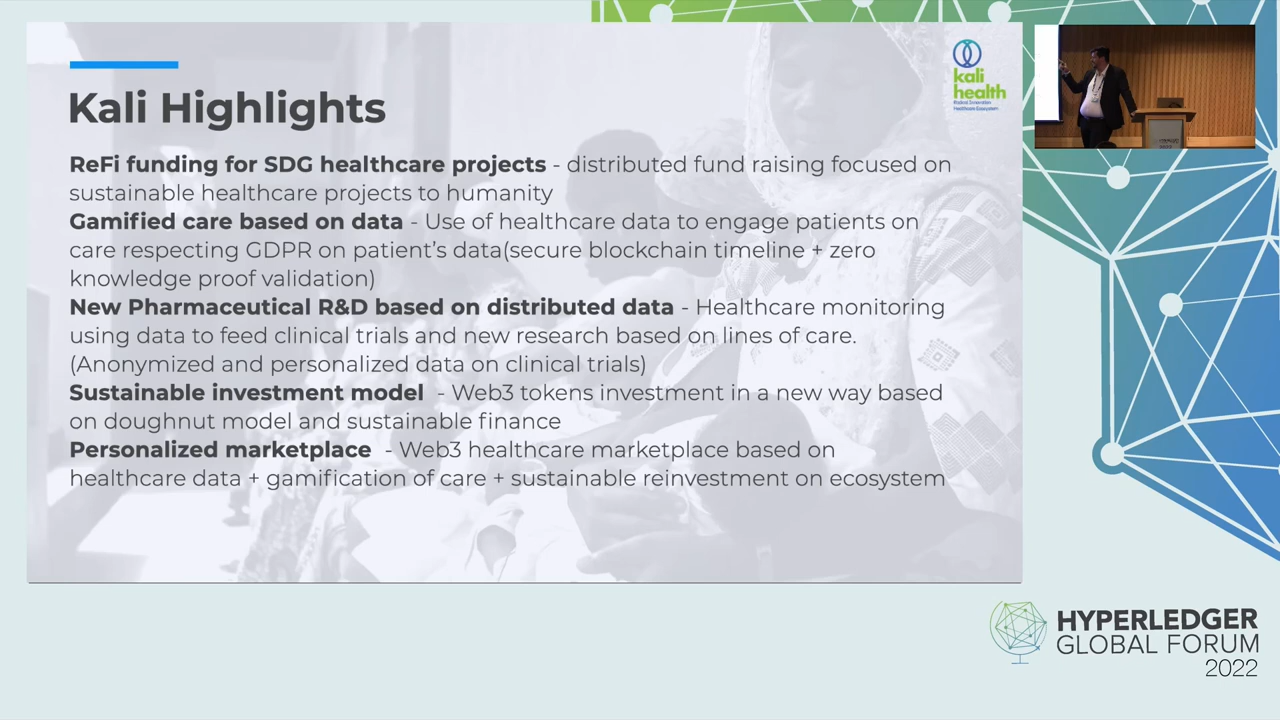 kali
health
Radical Innovation
Healthcare Ecosystem
Kali Highlights
ReFi funding for SDG healthcare projects - distributed fund raising focused on
sustainable healthcare projects to humanity
Gamified care based on data - Use of healthcare data to engage patients on
care respecting GDPR on patient's data(secure blockchain timeline + zero
knowledge proof validation)
New Pharmaceutical R&D based on distributed data - Healthcare monitoring
using data to feed clinical trials and new research based on lines of care.
(Anonymized and personalized data on clinical trials)
Sustainable investment model - Web3 tokens investment in a new way based
on doughnut model and sustainable finance
Personalized marketplace - Web3 healthcare marketplace based on
healthcare data + gamification of care + sustainable reinvestment on ecosystem
HYPERLEDGER
GLOBAL FORUM
2022